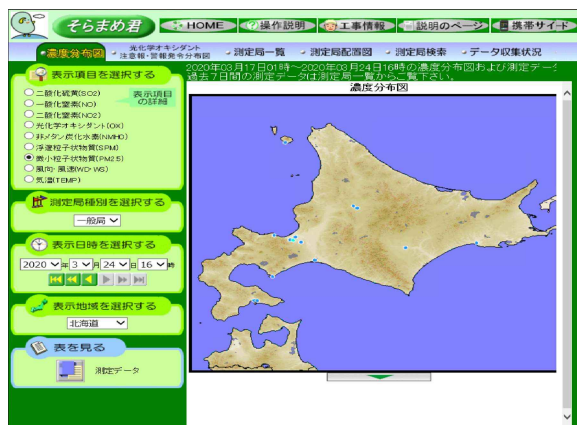 そらまめ君
HOME
操作説明
工事情報
説明のページ
携帯サイト
濃度分布図
光化学オキシダント
注意報・警報発令分布図
測定局一覧
測定局配置図
測定局検索
データ収集状況
2020年03月17日01時～2020年03月24日16時の濃度分布図および測定データ
過去7日間の測定データは測定局一覧からご覧下さい。
表示項目を選択する
二酸化硫黄(SO2)
一酸化窒素(NO)
二酸化窒素(NO2)
光化学オキシダント(OX)
非メタン炭化水素(NMHC)
浮遊粒子状物質(SPM)
微小粒子状物質(PM2.5)
風向・風速(WD・WS)
気温(TEMP)
表示項目
の詳細
測定局種別を選択する
一般局
表示日時を選択する
2020 年 3 月 24 日 16 時
表示地域を選択する
北海道
表を見る
測定データ
濃度分布図